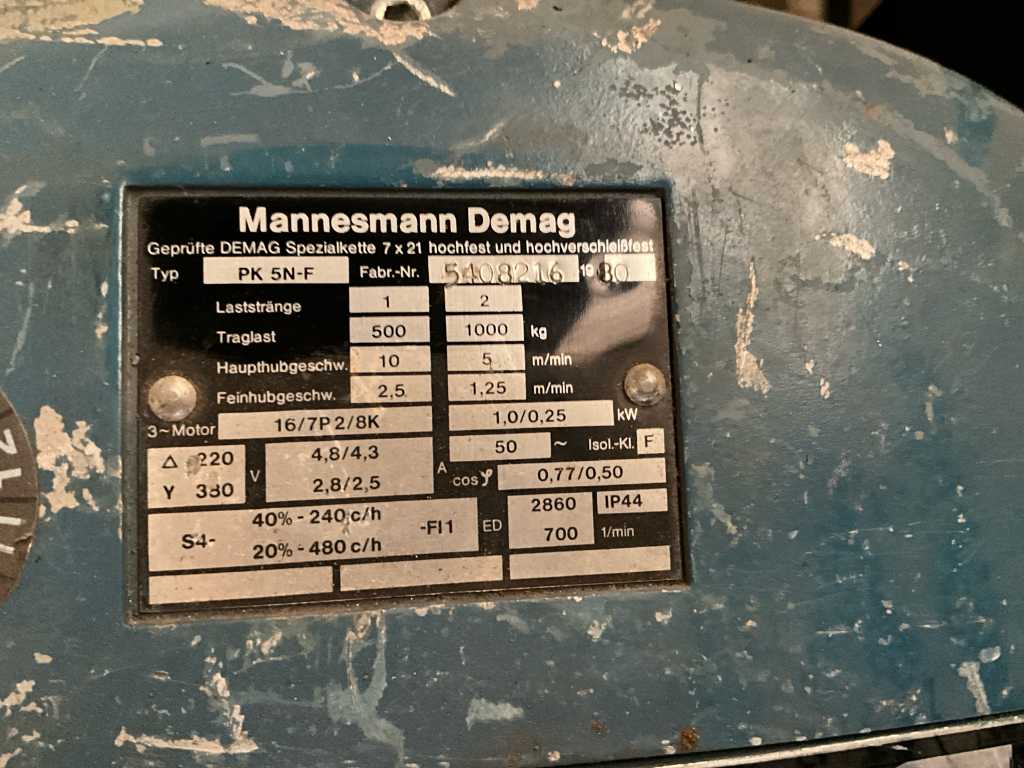 Mannesmann Demag
Geprüfte DEMAG Spezialkette 7 x 21 hochfest und hochverschleißfest
Typ PK 5N-F Fabr.-Nr. 5408216 19 80
Laststränge 1 2
Traglast 500 1000 kg
Haupthubgeschw. 10 5 m/min
Feinhubgeschw. 2,5 1,25 m/min
3~Motor 16/7P 2/8K 1,0/0,25 kW
Δ 220 V 4,8/4,3 A 50 ~ Isol.-Kl. F
Y 380 2,8/2,5 cos φ 0,77/0,50
S4- 40% - 240 c/h -FI1 ED 2860 IP44
20% - 480 c/h 700 1/min